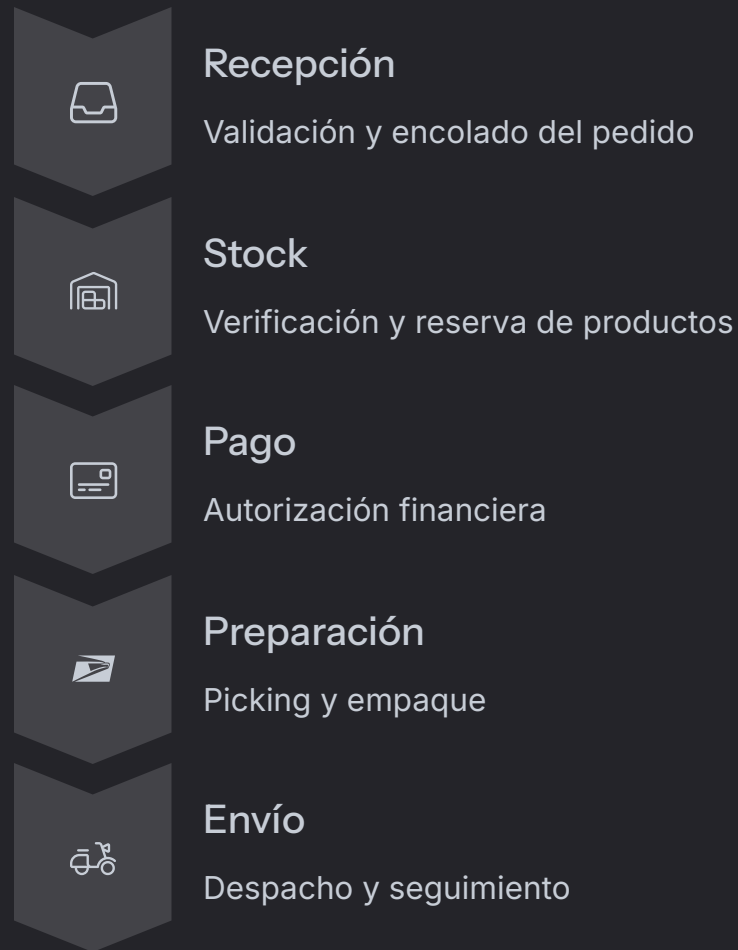 Recepción
Validación y encolado del pedido
Stock
Verificación y reserva de productos
Pago
Autorización financiera
Preparación
Picking y empaque
Envío
Despacho y seguimiento